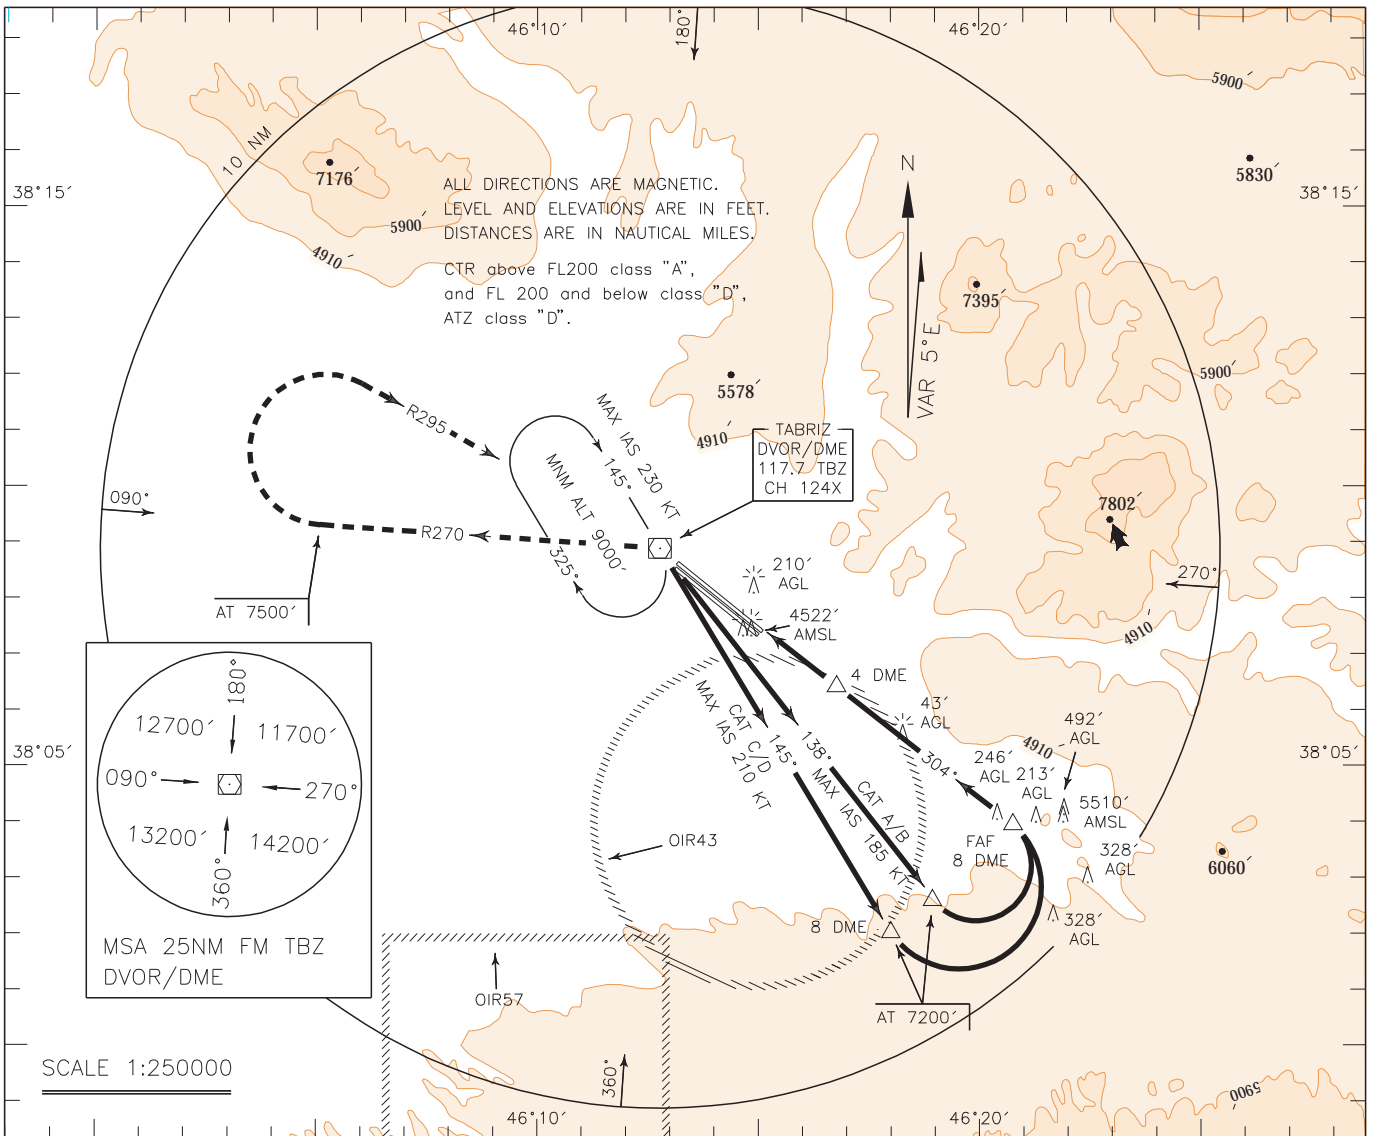 46°10′
180°
46°20′
5900′
10 NM
7176′
5830′
38°15′
38°15′
ALL DIRECTIONS ARE MAGNETIC.
LEVEL AND ELEVATIONS ARE IN FEET.
DISTANCES ARE IN NAUTICAL MILES.
5900′
4910′
CTR above FL200 class "A",
and FL 200 and below class "D",
ATZ class "D".
N
VAR 5°E
7395′
5900′
5578′
4910′
R295
MAX IAS 230 KT
145°
MNM ALT 9000′
325°
TABRIZ
DVOR/DME
117.7 TBZ
CH 124X
7802′
090°
R270
270°
AT 7500′
210′
AGL
4522′
AMSL
4910′
4 DME
43′
AGL
492′
AGL
4910′
180°
12700′
11700′
090°
270°
13200′
14200′
360°
MSA 25NM FM TBZ
DVOR/DME
CAT C/D
MAX IAS 210 KT
145°
138°
CAT A/B
MAX IAS 185 KT
304°
38°05′
38°05′
246′
AGL
213′
AGL
5510′
AMSL
FAF
8 DME
328′
AGL
6060′
OIR43
8 DME
328′
AGL
OIR57
AT 7200′
SCALE 1:250000
360°
5900′
46°10′
46°20′